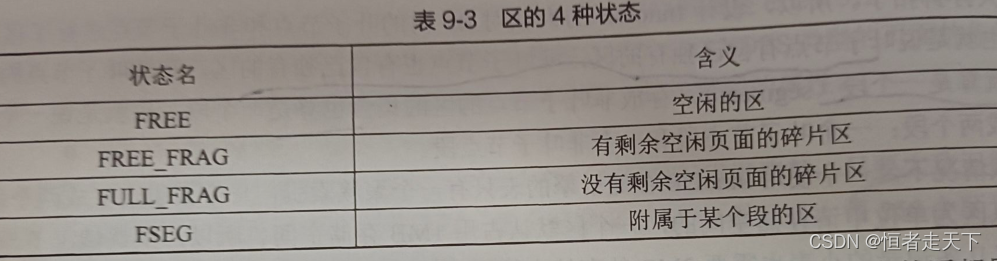 表 9-3 区的 4 种状态
状态名 含义
FREE 空闲的区
FREE_FRAG 有剩余空闲页面的碎片区
FULL_FRAG 没有剩余空闲页面的碎片区
FSEG 附属于某个段的区
CSDN @恒者走天下